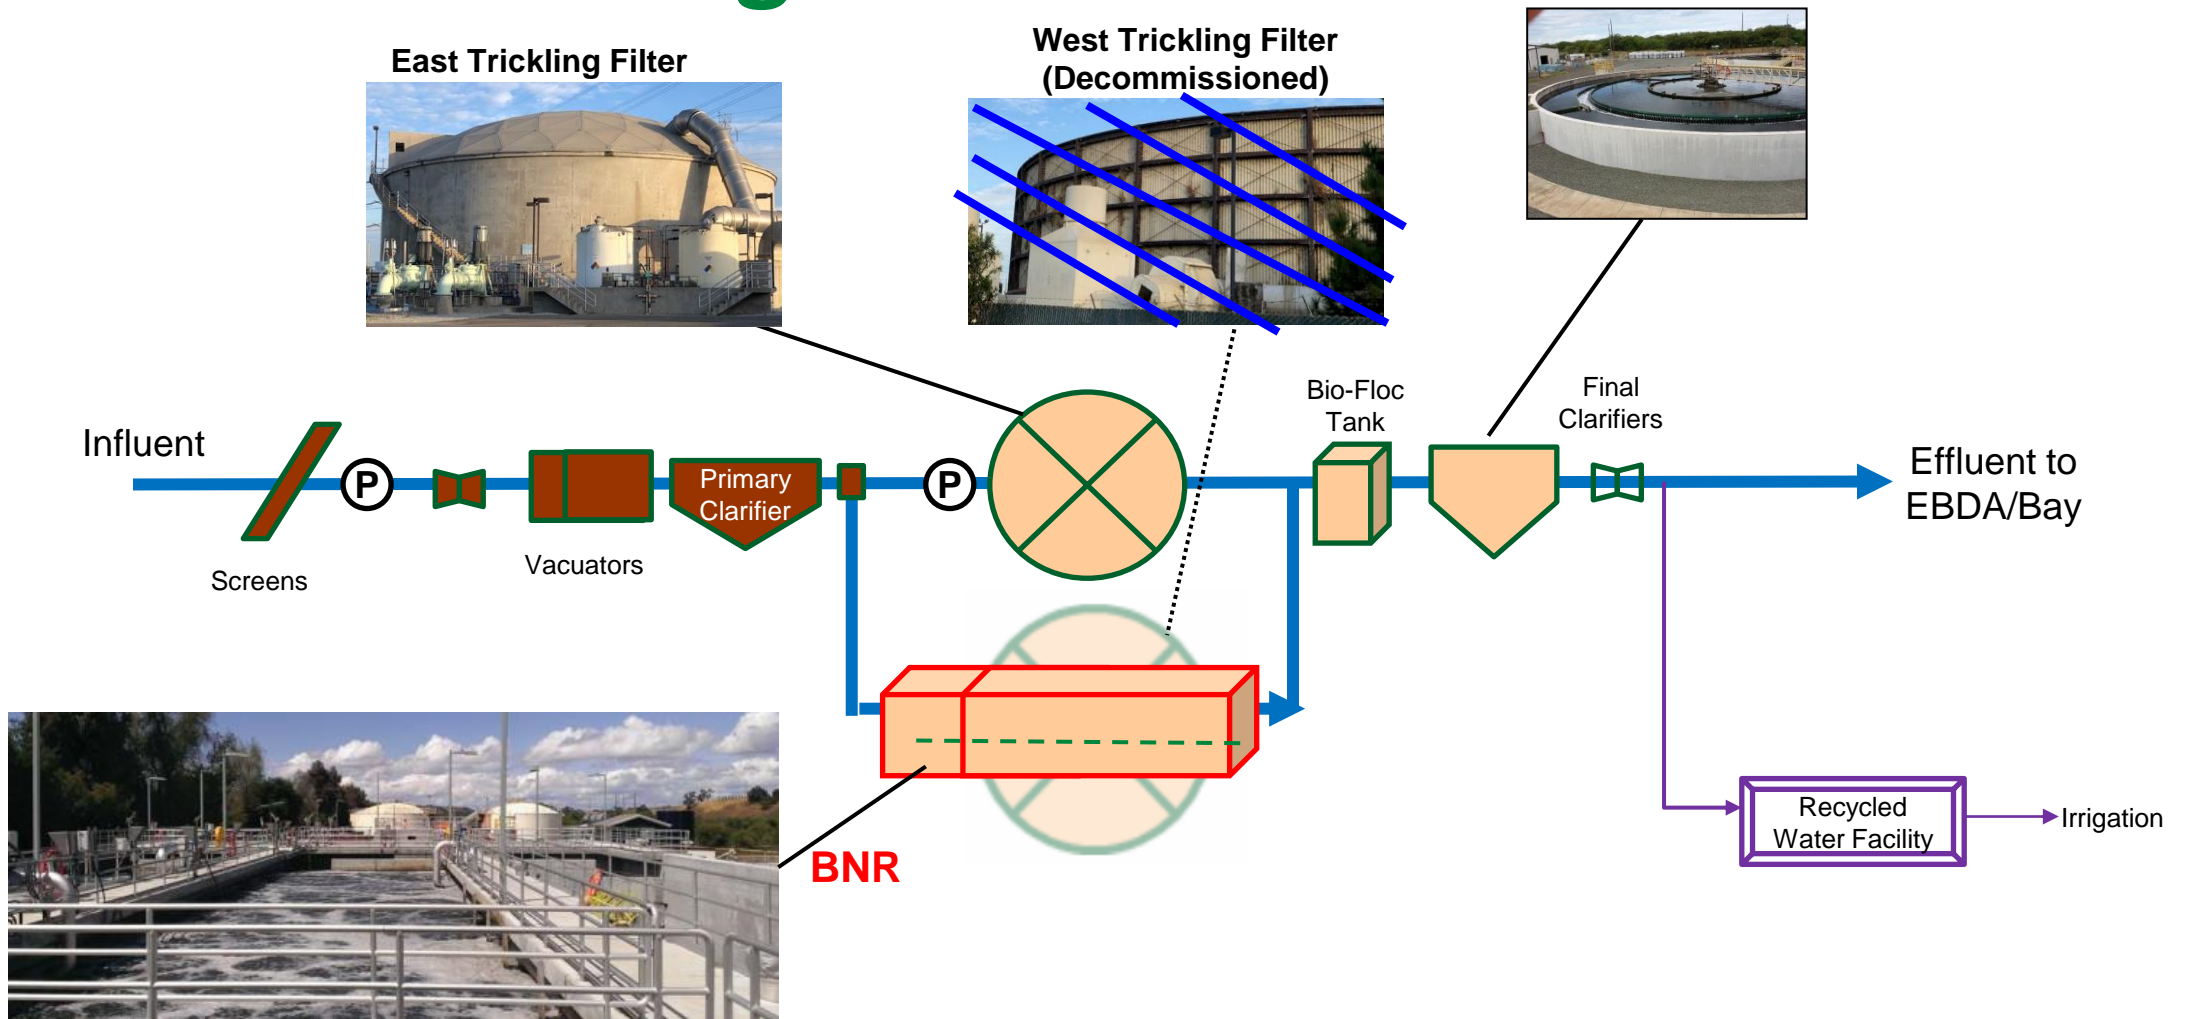 East Trickling Filter
West Trickling Filter
(Decommissioned)
Influent
Screens
P
Vacuators
Primary
Clarifier
P
Bio-Floc
Tank
Final
Clarifiers
Effluent to
EBDA/Bay
BNR
Recycled
Water Facility
Irrigation